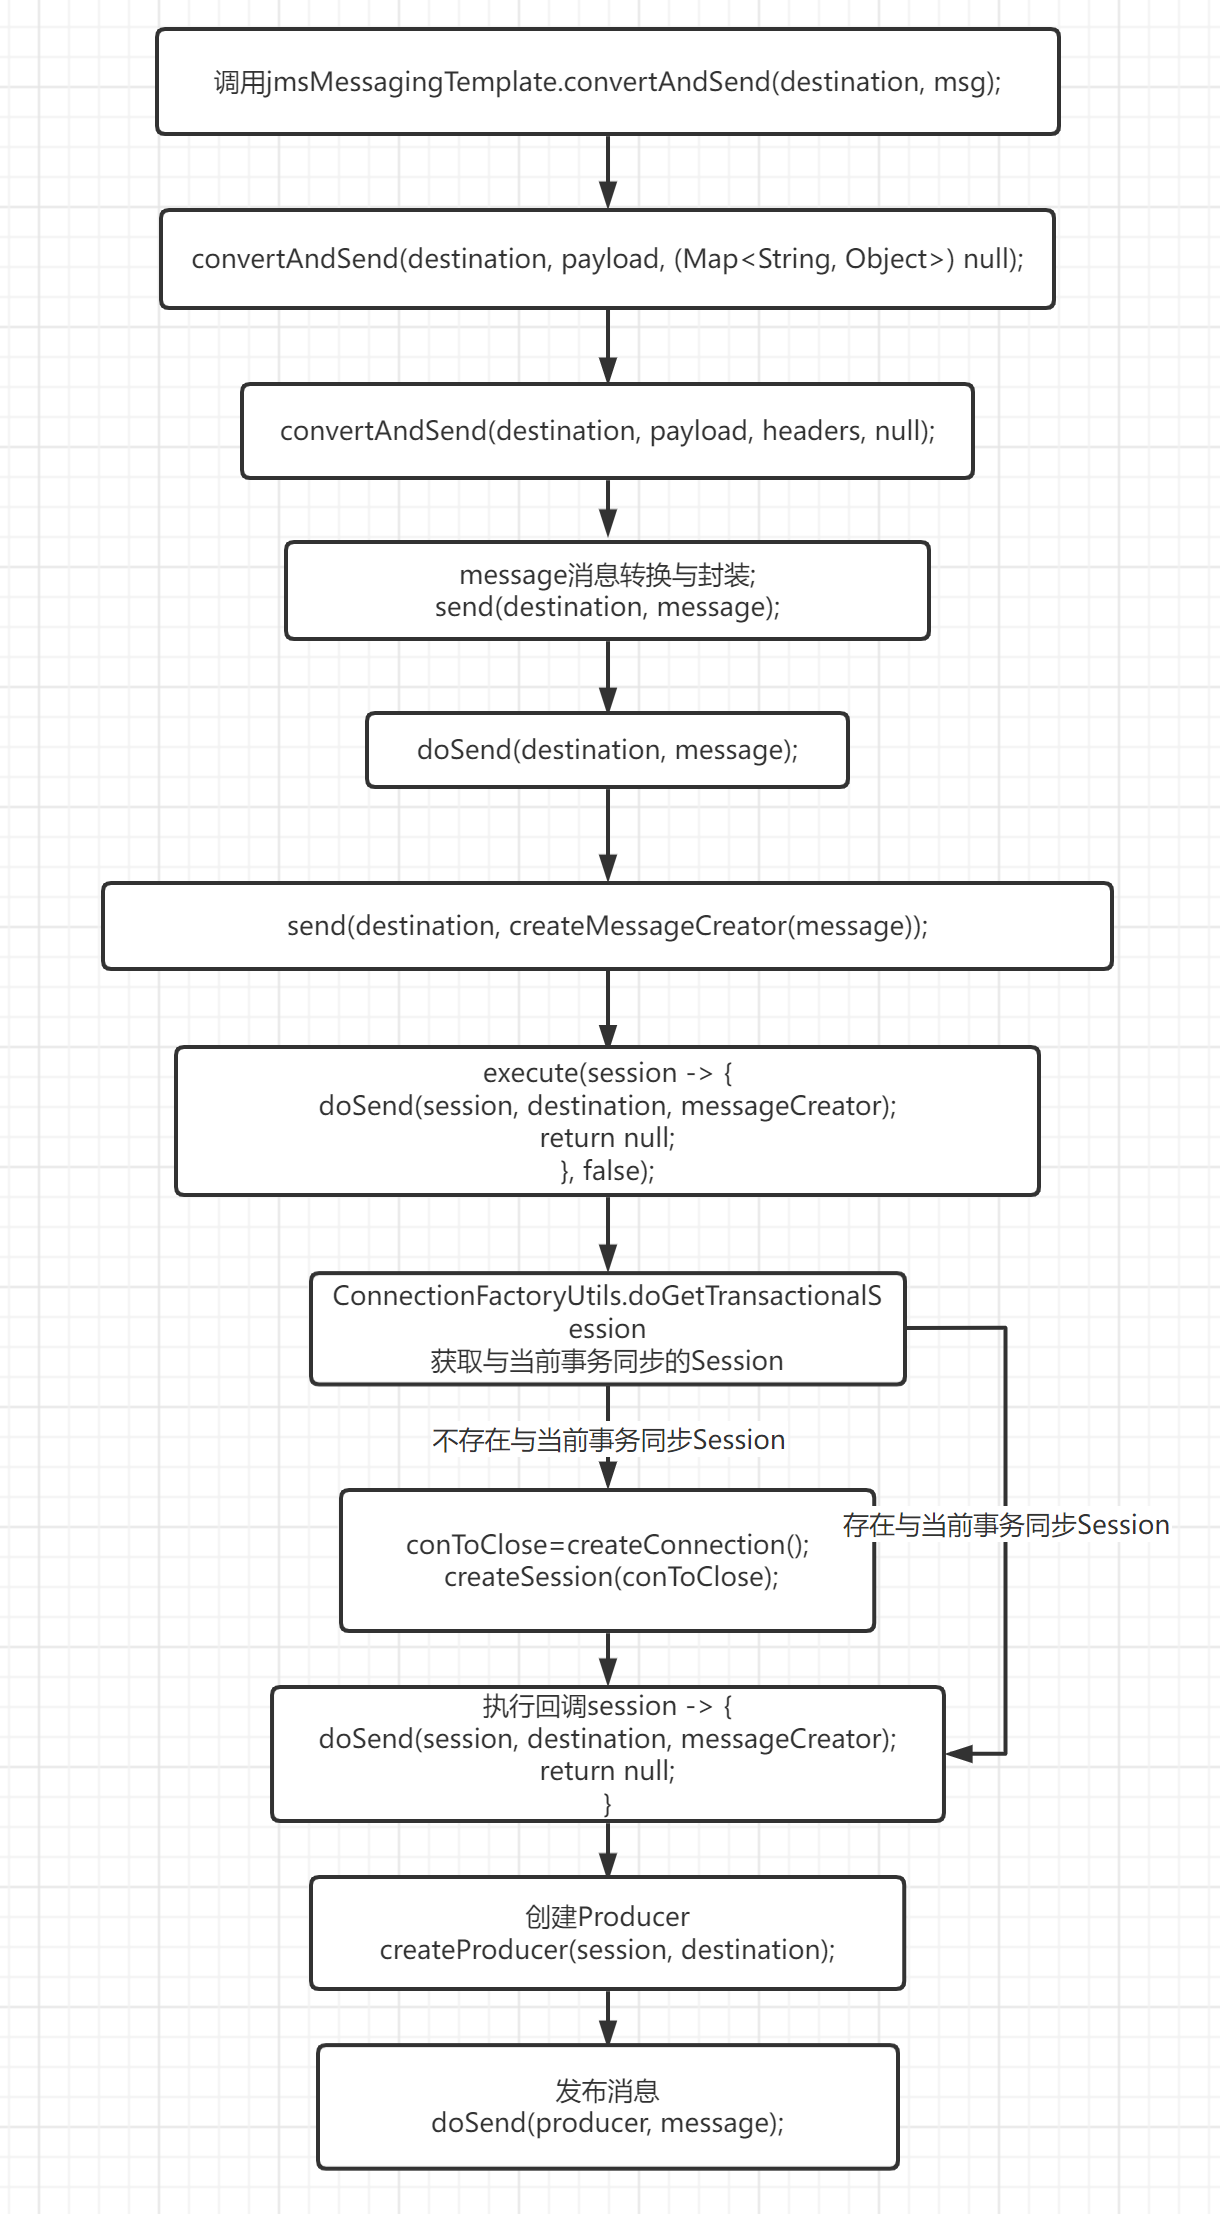 调用jmsMessagingTemplate.convertAndSend(destination, msg);
convertAndSend(destination, payload, (Map<String, Object>) null);
convertAndSend(destination, payload, headers, null);
message消息转换与封装;
send(destination, message);
doSend(destination, message);
send(destination, createMessageCreator(message));
execute(session -> {
doSend(session, destination, messageCreator);
return null;
}, false);
ConnectionFactoryUtils.doGetTransactionalS
ession
获取与当前事务同步的Session
不存在与当前事务同步Session
存在与当前事务同步Session
conToClose=createConnection();
createSession(conToClose);
执行回调session -> {
doSend(session, destination, messageCreator);
return null;
}
创建Producer
createProducer(session, destination);
发布消息
doSend(producer, message);